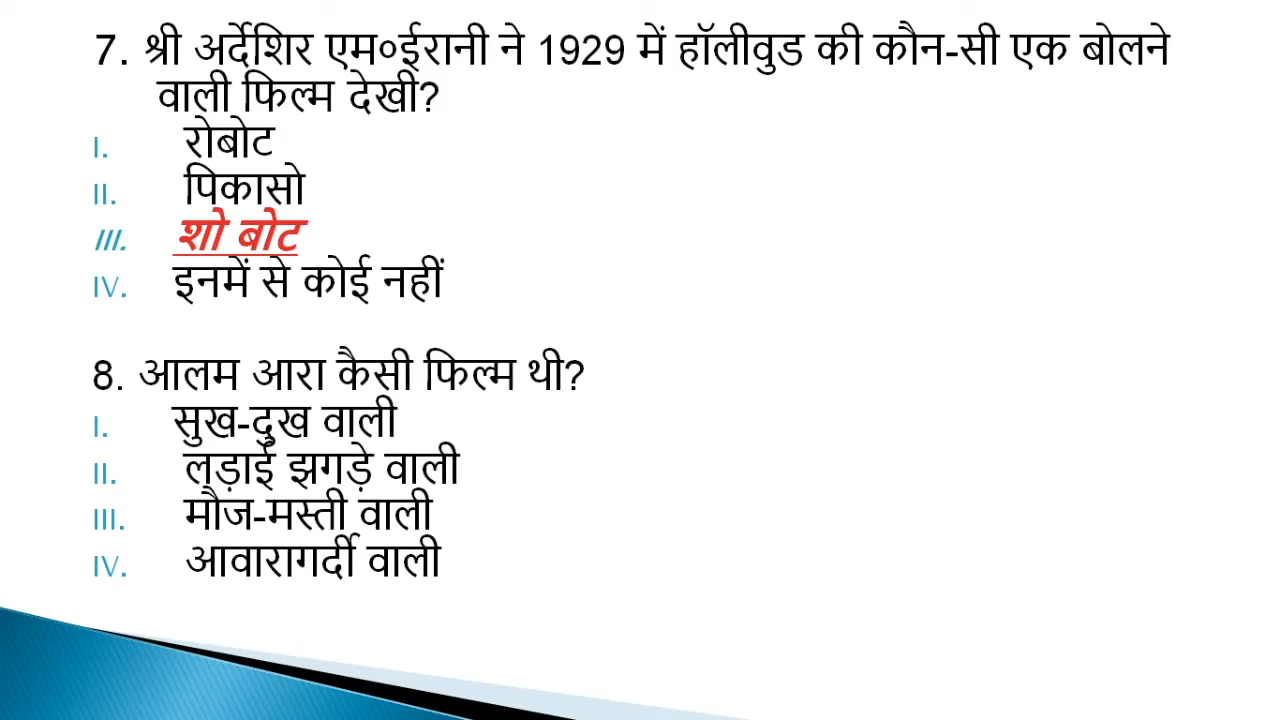 7. श्री अर्देशिर एम०ईरानी ने 1929 में हॉलीवुड की कौन-सी एक बोलने
वाली फिल्म देखी?
I. रोबोट
II. पिकासो
III. शो बोट
IV. इनमें से कोई नहीं
8. आलम आरा कैसी फिल्म थी?
I. सुख-दुख वाली
II. लड़ाई झगड़े वाली
III. मौज-मस्ती वाली
IV. आवारागर्दी वाली